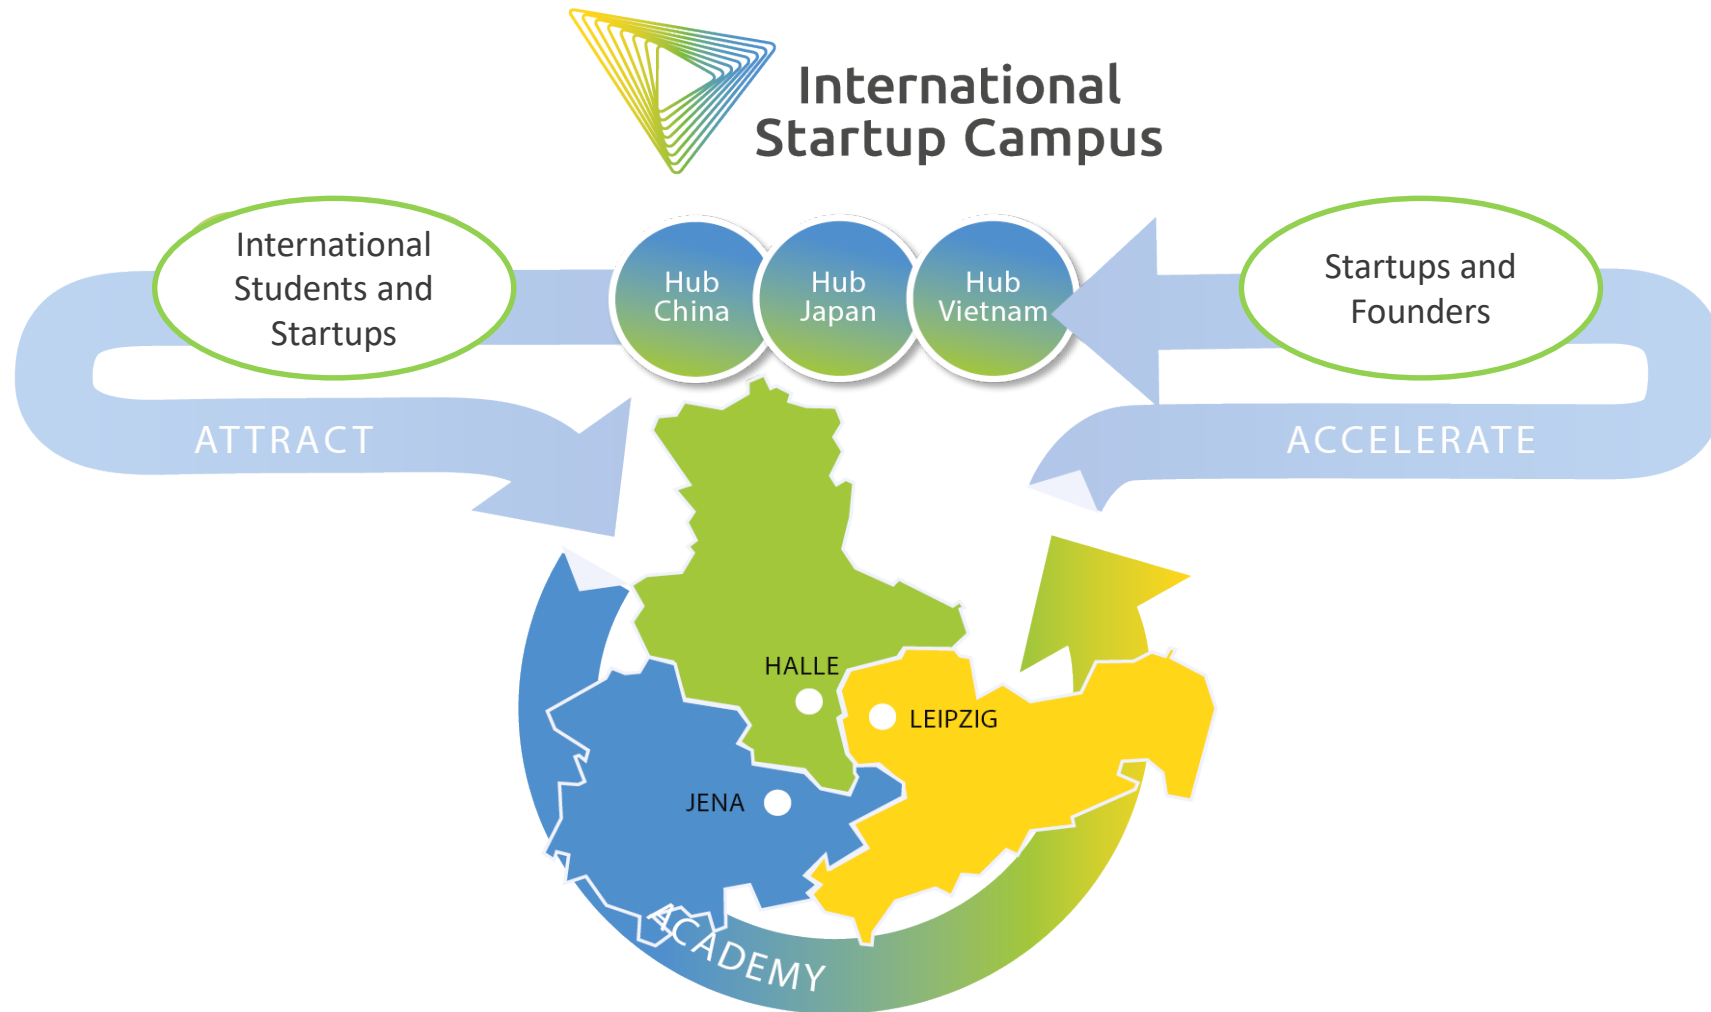 International
Startup Campus
International
Students and
Startups
Hub
China
Hub
Japan
Hub
Vietnam
Startups and
Founders
ATTRACT
ACCELERATE
HALLE
LEIPZIG
JENA
ACADEMY